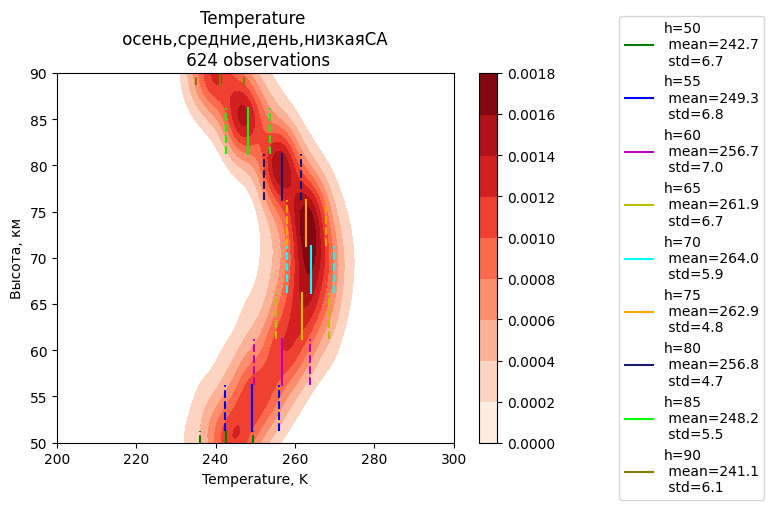 Temperature
осень,средние,день,низкаяСА
624 observations
90
85
80
75
70
65
60
55
50
Высота, км
200
220
240
260
280
300
Temperature, K
0.0018
0.0016
0.0014
0.0012
0.0010
0.0008
0.0006
0.0004
0.0002
0.0000
h=50
mean=242.7
std=6.7
h=55
mean=249.3
std=6.8
h=60
mean=256.7
std=7.0
h=65
mean=261.9
std=6.7
h=70
mean=264.0
std=5.9
h=75
mean=262.9
std=4.8
h=80
mean=256.8
std=4.7
h=85
mean=248.2
std=5.5
h=90
mean=241.1
std=6.1